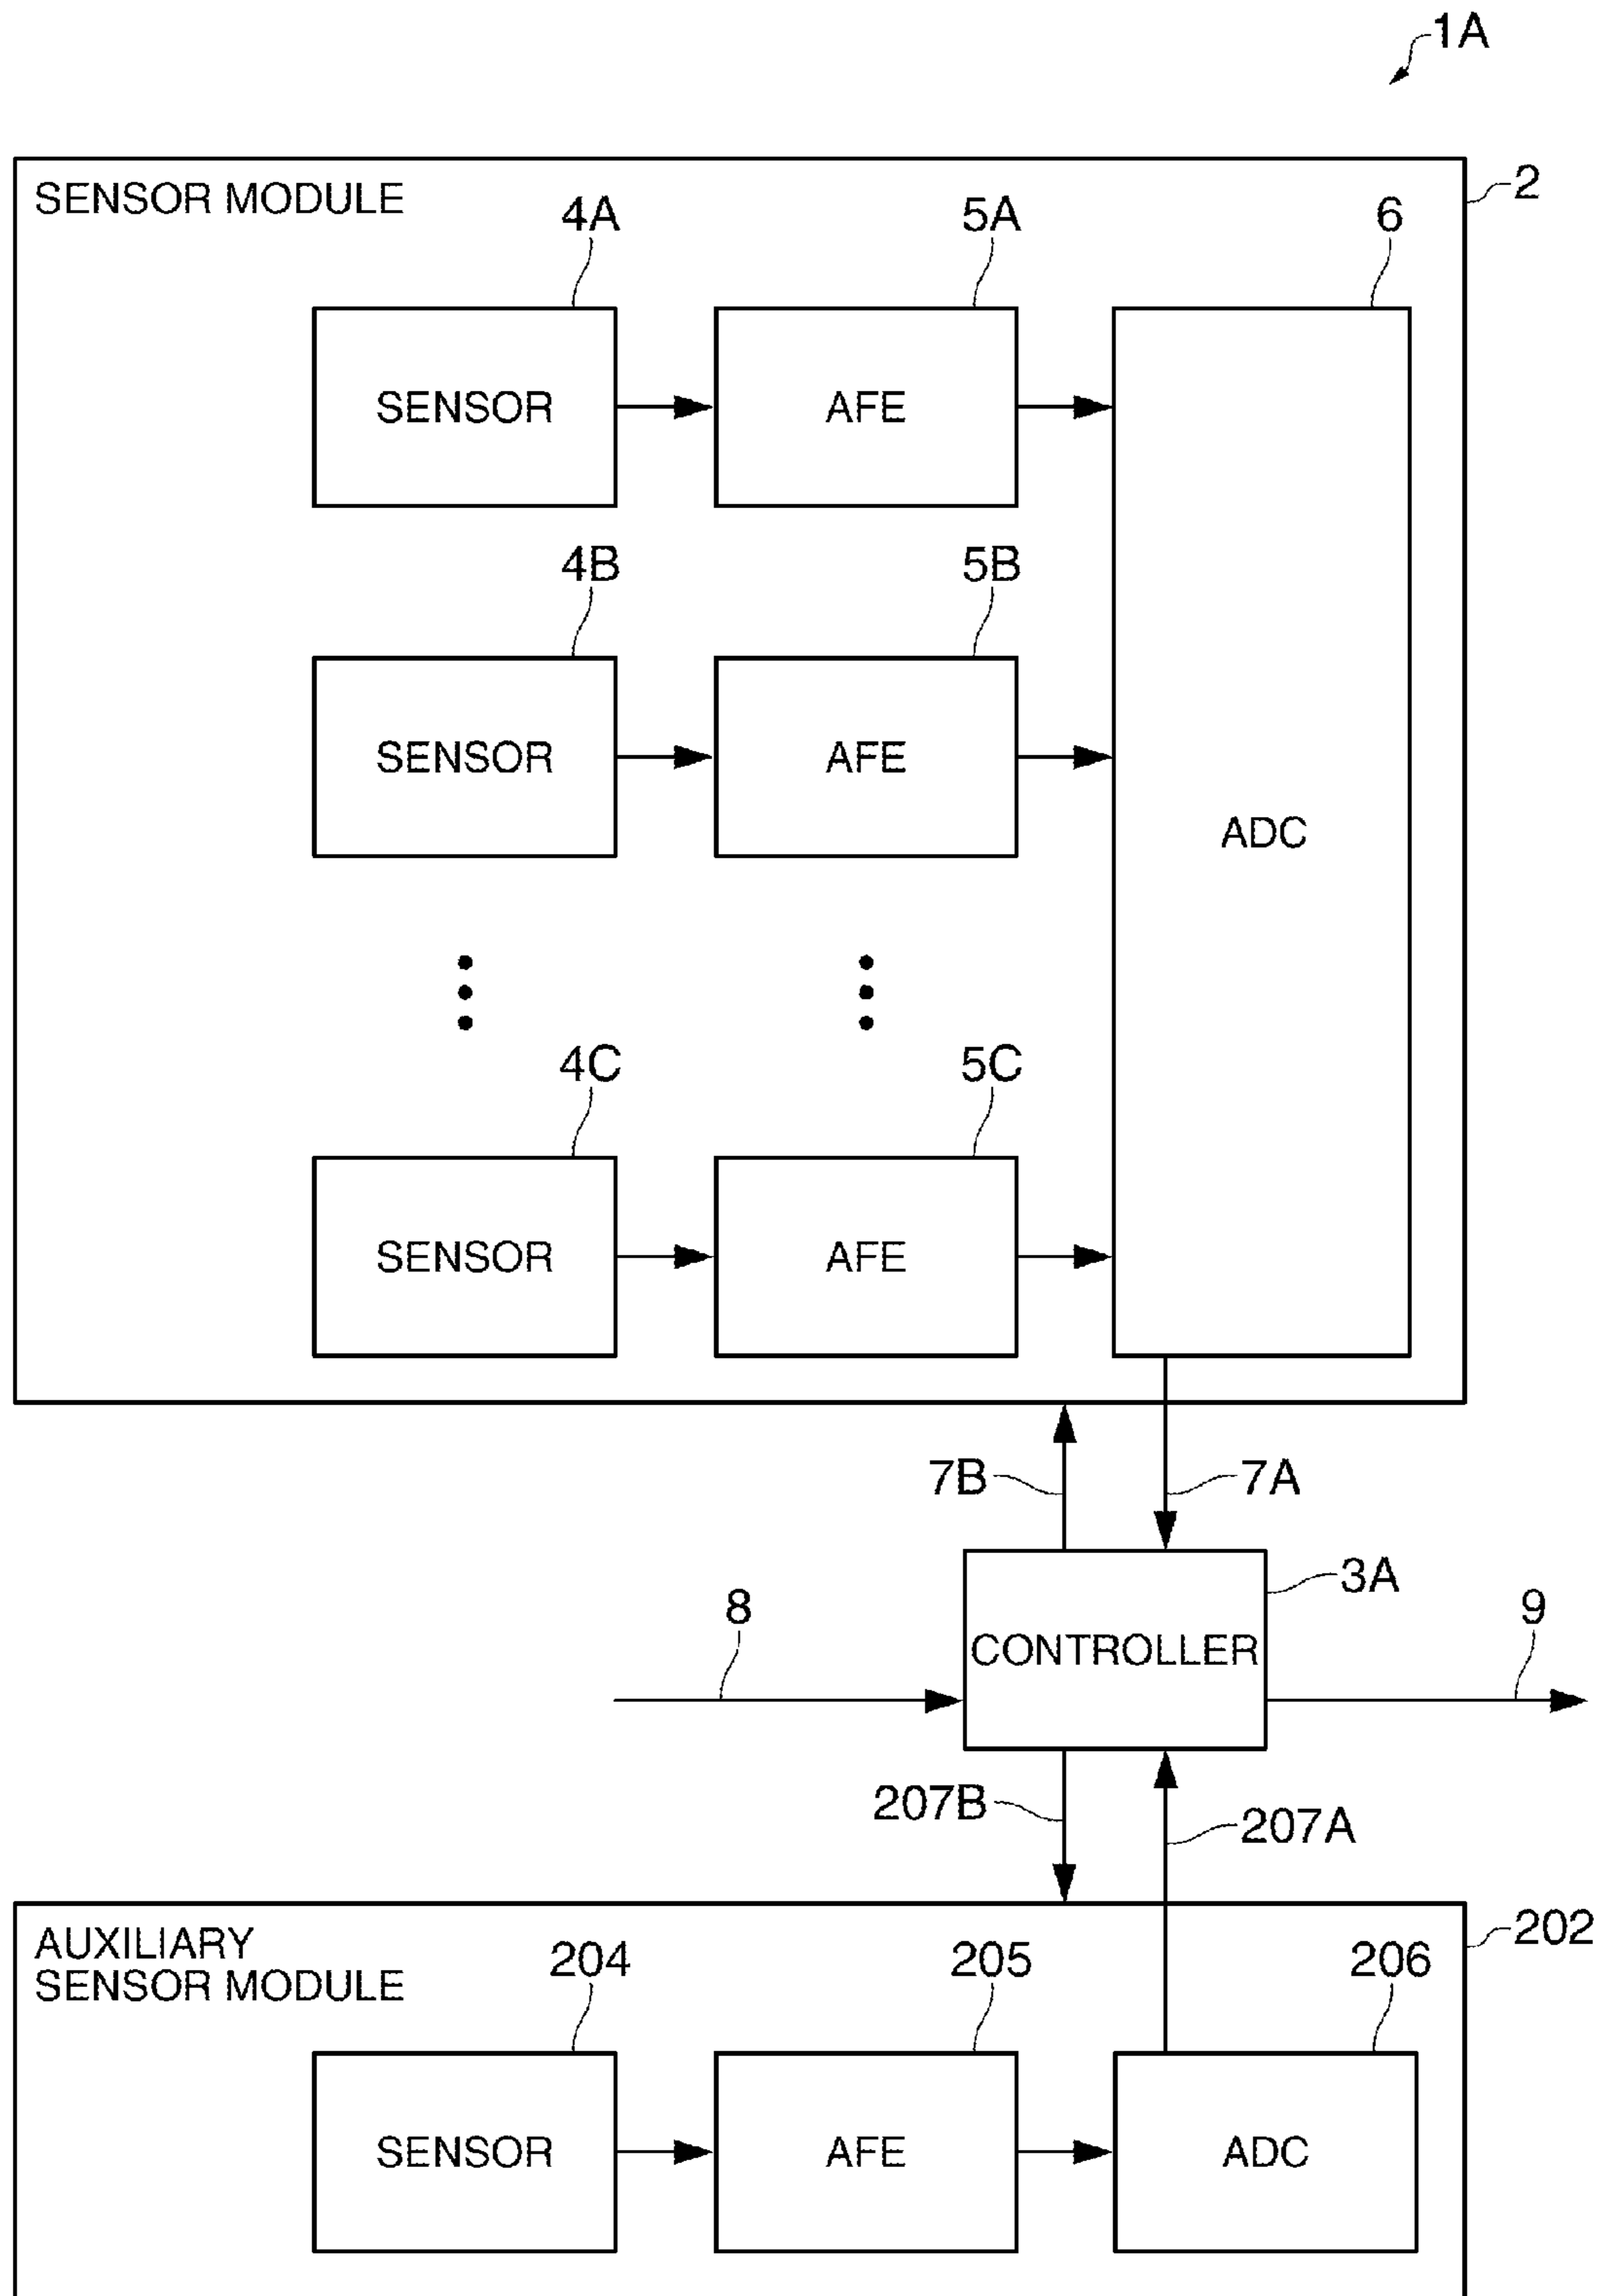 1A
SENSOR MODULE
2
4A
5A
6
SENSOR
AFE
4B
5B
SENSOR
AFE
ADC
4C
5C
SENSOR
AFE
7B
7A
3A
8
9
CONTROLLER
207B
207A
AUXILIARY
SENSOR MODULE
202
204
205
206
SENSOR
AFE
ADC